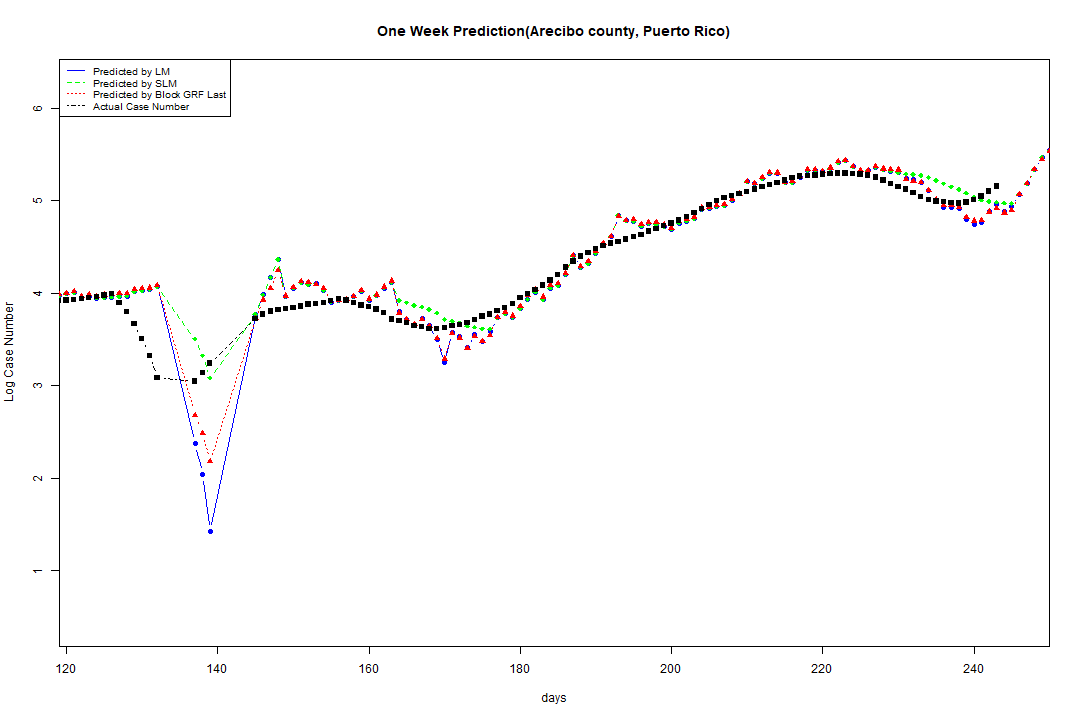 One Week Prediction(Arecibo county, Puerto Rico)
Predicted by LM
Predicted by SLM
Predicted by Block GRF Last
Actual Case Number
Log Case Number
6
5
4
3
2
1
120 140 160 180 200 220 240
days